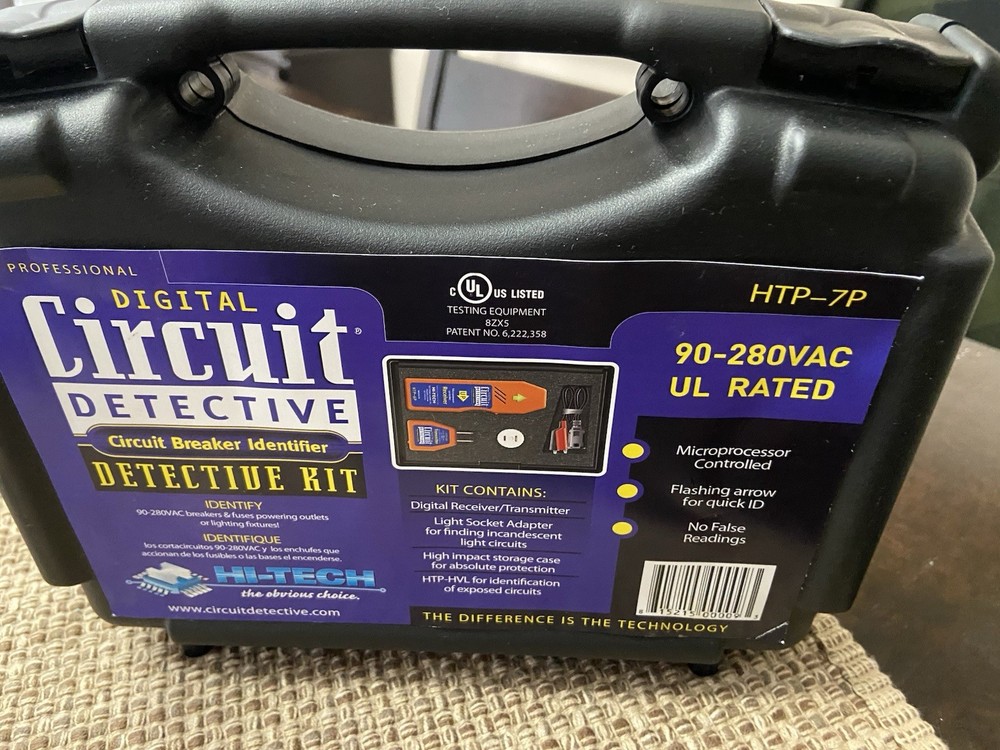 PROFESSIONAL
DIGITAL
Circuit®
DETECTIVE
Circuit Breaker Identifier
DETECTIVE KIT
IDENTIFY
90-280VAC breakers & fuses powering outlets
or lighting fixtures!
IDENTIFIQUE
los cortacircuitos 90-280VAC y los enchufes que
accionan de los fusibles o las bases el encenderse.
HI-TECH
the obvious choice.
www.circuitdetective.com
C UL US LISTED
TESTING EQUIPMENT
8ZX5
PATENT NO. 6,222,358
Circuit
Receiver
Circuit
KIT CONTAINS:
Digital Receiver/Transmitter
Light Socket Adapter
for finding incandescent
light circuits
High impact storage case
for absolute protection
HTP-HVL for identification
of exposed circuits
THE DIFFERENCE IS THE TECHNOLOGY
HTP-7P
90-280VAC
UL RATED
Microprocessor
Controlled
Flashing arrow
for quick ID
No False
Readings